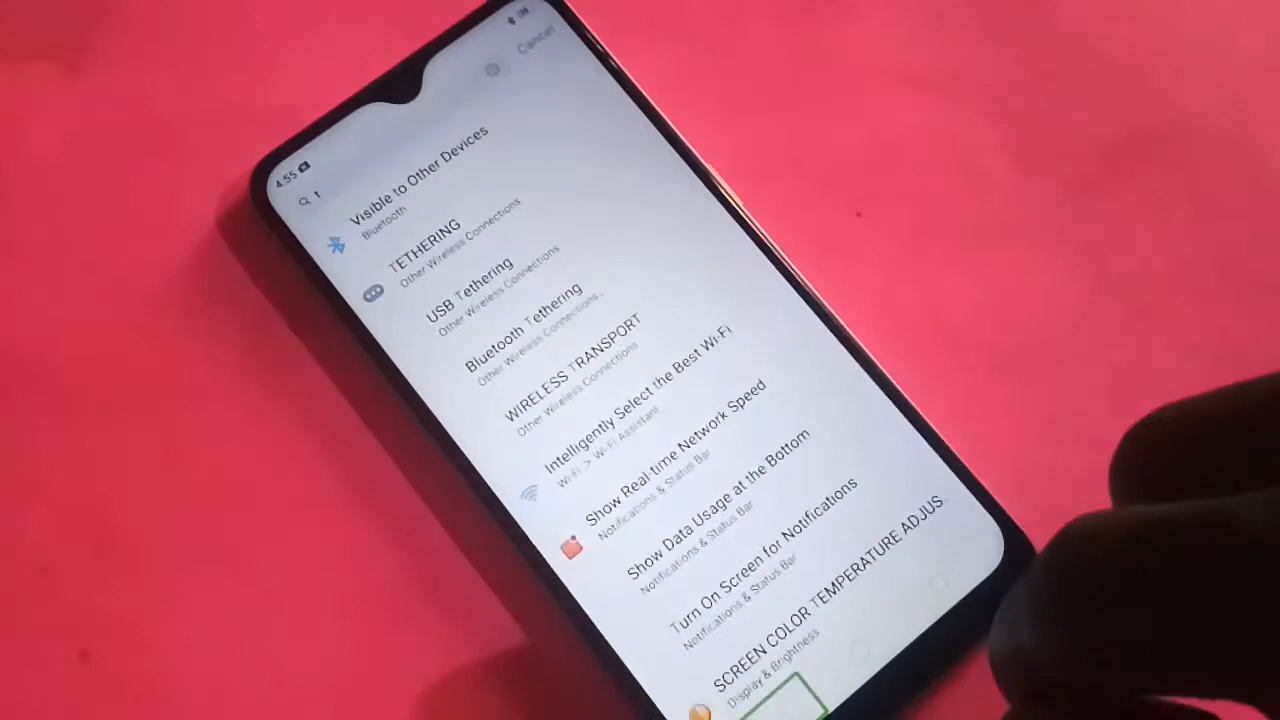 4:55
Cancel
t
Visible to Other Devices
Bluetooth
TETHERING
Other Wireless Connections
USB Tethering
Other Wireless Connections
Bluetooth Tethering
Other Wireless Connections
WIRELESS TRANSPORT
Other Wireless Connections
Intelligently Select the Best Wi-Fi
Wi-Fi > Wi-Fi Assistant
Show Real-time Network Speed
Notifications & Status Bar
Show Data Usage at the Bottom
Notifications & Status Bar
Turn On Screen for Notifications
Notifications & Status Bar
SCREEN COLOR TEMPERATURE ADJUS
Display & Brightness